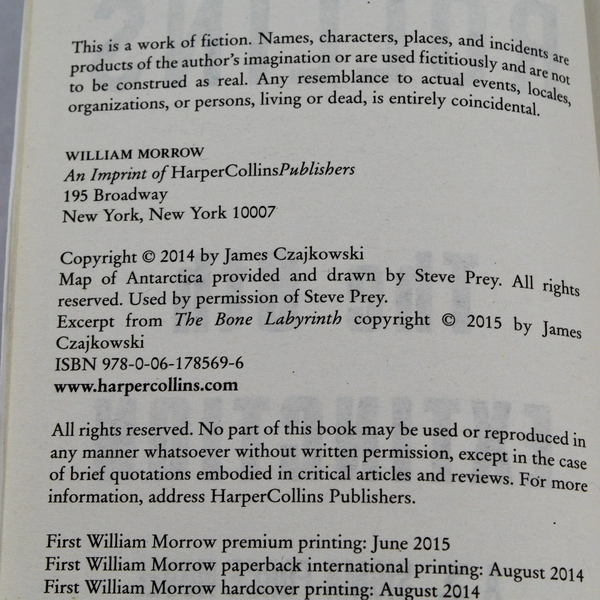 This is a work of fiction. Names, characters, places, and incidents are
products of the author's imagination or are used fictitiously and are not
to be construed as real. Any resemblance to actual events, locales,
organizations, or persons, living or dead, is entirely coincidental.
WILLIAM MORROW
An Imprint of HarperCollinsPublishers
195 Broadway
New York, New York 10007
Copyright © 2014 by James Czajkowski
Map of Antarctica provided and drawn by Steve Prey. All rights
reserved. Used by permission of Steve Prey.
Excerpt from The Bone Labyrinth copyright © 2015 by James
Czajkowski
ISBN 978-0-06-178569-6
www.harpercollins.com
All rights reserved. No part of this book may be used or reproduced in
any manner whatsoever without written permission, except in the case
of brief quotations embodied in critical articles and reviews. For more
information, address HarperCollins Publishers.
First William Morrow premium printing: June 2015
First William Morrow paperback international printing: August 2014
First William Morrow hardcover printing: August 2014